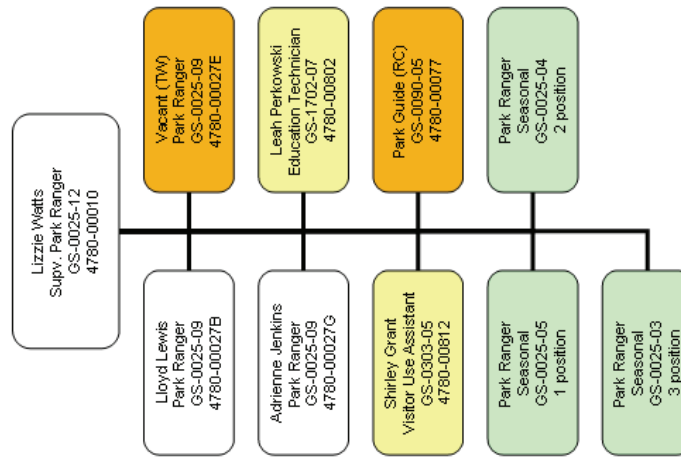 Lizzie Watts
Supv. Park Ranger
GS-0025-12
4780-00010
Lloyd Lewis
Park Ranger
GS-0025-09
4780-00027B
Vacant (TW)
Park Ranger
GS-0025-09
4780-00027E
Adrienne Jenkins
Park Ranger
GS-0025-09
4780-00027G
Leah Perkowski
Education Technician
GS-1702-07
4780-00802
Shirley Grant
Visitor Use Assistant
GS-0303-05
4780-00812
Park Guide (RC)
GS-0090-05
4780-00077
Park Ranger
Seasonal
GS-0025-05
1 position
Park Ranger
Seasonal
GS-0025-04
2 position
Park Ranger
Seasonal
GS-0025-03
3 position